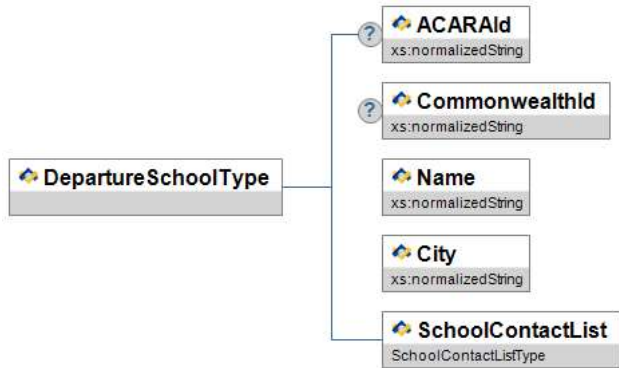 ?
ACARAId
xs:normalizedString
?
CommonwealthId
xs:normalizedString
DepartureSchoolType
Name
xs:normalizedString
City
xs:normalizedString
SchoolContactList
SchoolContactListType